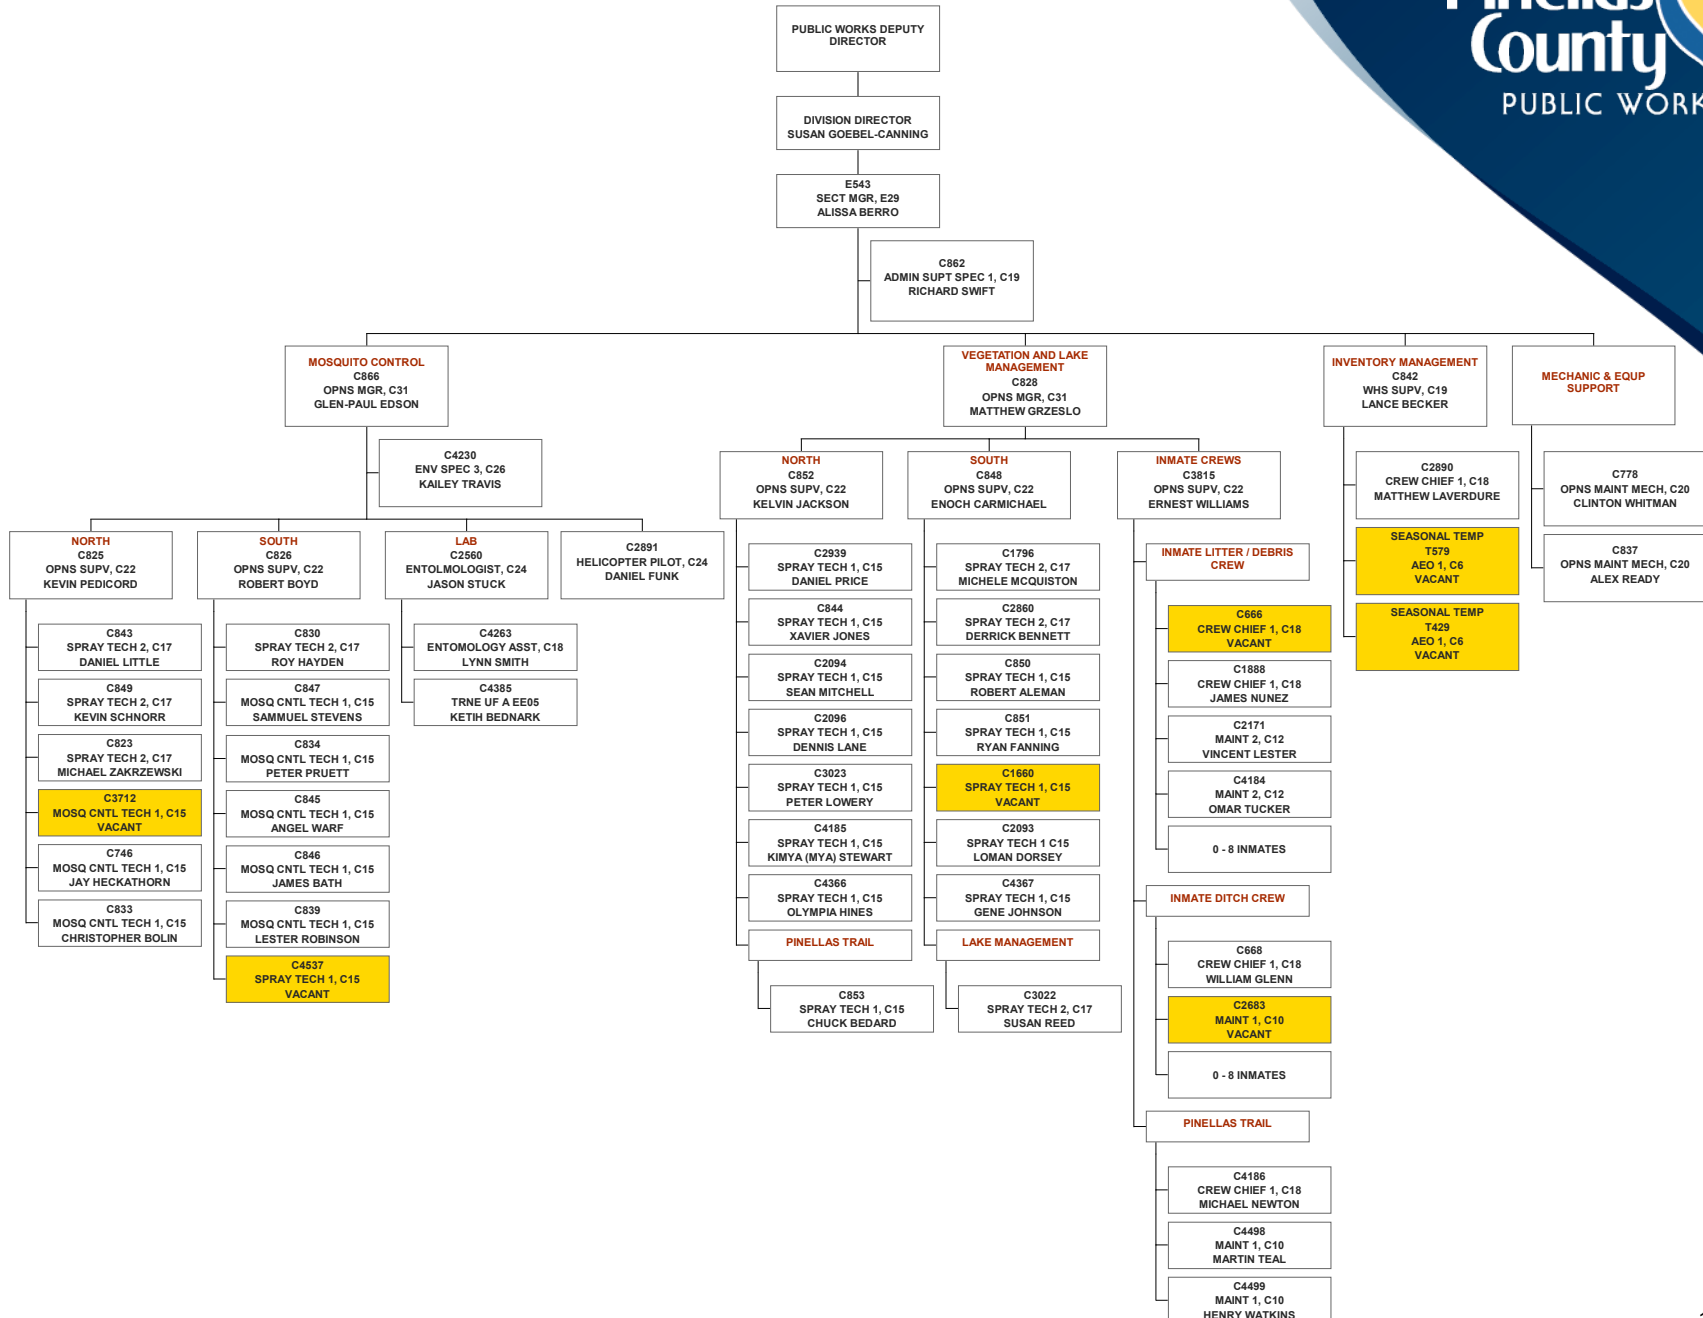 Pinellas
County
PUBLIC WORK
PUBLIC WORKS DEPUTY
DIRECTOR
DIVISION DIRECTOR
SUSAN GOEBEL-CANNING
E543
SECT MGR, E29
ALISSA BERRO
C862
ADMIN SUPT SPEC 1, C19
RICHARD SWIFT
MOSQUITO CONTROL
C866
OPNS MGR, C31
GLEN-PAUL EDSON
C4230
ENV SPEC 3, C26
KAILEY TRAVIS
NORTH
C825
OPNS SUPV, C22
KEVIN PEDICORD
C843
SPRAY TECH 2, C17
DANIEL LITTLE
C849
SPRAY TECH 2, C17
KEVIN SCHNORR
C823
SPRAY TECH 2, C17
MICHAEL ZAKRZEWSKI
C3712
MOSQ CNTL TECH 1, C15
VACANT
C746
MOSQ CNTL TECH 1, C15
JAY HECKATHORN
C833
MOSQ CNTL TECH 1, C15
CHRISTOPHER BOLIN
SOUTH
C826
OPNS SUPV, C22
ROBERT BOYD
C830
SPRAY TECH 2, C17
ROY HAYDEN
C847
MOSQ CNTL TECH 1, C15
SAMMUEL STEVENS
C834
MOSQ CNTL TECH 1, C15
PETER PRUETT
C845
MOSQ CNTL TECH 1, C15
ANGEL WARF
C846
MOSQ CNTL TECH 1, C15
JAMES BATH
C839
MOSQ CNTL TECH 1, C15
LESTER ROBINSON
C4537
SPRAY TECH 1, C15
VACANT
LAB
C2560
ENTOLMOLOGIST, C24
JASON STUCK
C4263
ENTOMOLOGY ASST, C18
LYNN SMITH
C4385
TRNE UF A EE05
KETIH BEDNARK
C2891
HELICOPTER PILOT, C24
DANIEL FUNK
VEGETATION AND LAKE
MANAGEMENT
C828
OPNS MGR, C31
MATTHEW GRZESLO
NORTH
C852
OPNS SUPV, C22
KELVIN JACKSON
C2939
SPRAY TECH 1, C15
DANIEL PRICE
C844
SPRAY TECH 1, C15
XAVIER JONES
C2094
SPRAY TECH 1, C15
SEAN MITCHELL
C2096
SPRAY TECH 1, C15
DENNIS LANE
C3023
SPRAY TECH 1, C15
PETER LOWERY
C4185
SPRAY TECH 1, C15
KIMYA (MYA) STEWART
C4366
SPRAY TECH 1, C15
OLYMPIA HINES
PINELLAS TRAIL
C853
SPRAY TECH 1, C15
CHUCK BEDARD
SOUTH
C848
OPNS SUPV, C22
ENOCH CARMICHAEL
C1796
SPRAY TECH 2, C17
MICHELE MCQUISTON
C2860
SPRAY TECH 2, C17
DERRICK BENNETT
C850
SPRAY TECH 1, C15
ROBERT ALEMAN
C851
SPRAY TECH 1, C15
RYAN FANNING
C1660
SPRAY TECH 1, C15
VACANT
C2093
SPRAY TECH 1 C15
LOMAN DORSEY
C4367
SPRAY TECH 1, C15
GENE JOHNSON
LAKE MANAGEMENT
C3022
SPRAY TECH 2, C17
SUSAN REED
INMATE CREWS
C3815
OPNS SUPV, C22
ERNEST WILLIAMS
INMATE LITTER / DEBRIS
CREW
C666
CREW CHIEF 1, C18
VACANT
C1888
CREW CHIEF 1, C18
JAMES NUNEZ
C2171
MAINT 2, C12
VINCENT LESTER
C4184
MAINT 2, C12
OMAR TUCKER
0 - 8 INMATES
INMATE DITCH CREW
C668
CREW CHIEF 1, C18
WILLIAM GLENN
C2683
MAINT 1, C10
VACANT
0 - 8 INMATES
PINELLAS TRAIL
C4186
CREW CHIEF 1, C18
MICHAEL NEWTON
C4498
MAINT 1, C10
MARTIN TEAL
C4499
MAINT 1, C10
HENRY WATKINS
INVENTORY MANAGEMENT
C842
WHS SUPV, C19
LANCE BECKER
C2890
CREW CHIEF 1, C18
MATTHEW LAVERDURE
SEASONAL TEMP
T579
AEO 1, C6
VACANT
SEASONAL TEMP
T429
AEO 1, C6
VACANT
MECHANIC & EQUP
SUPPORT
C778
OPNS MAINT MECH, C20
CLINTON WHITMAN
C837
OPNS MAINT MECH, C20
ALEX READY